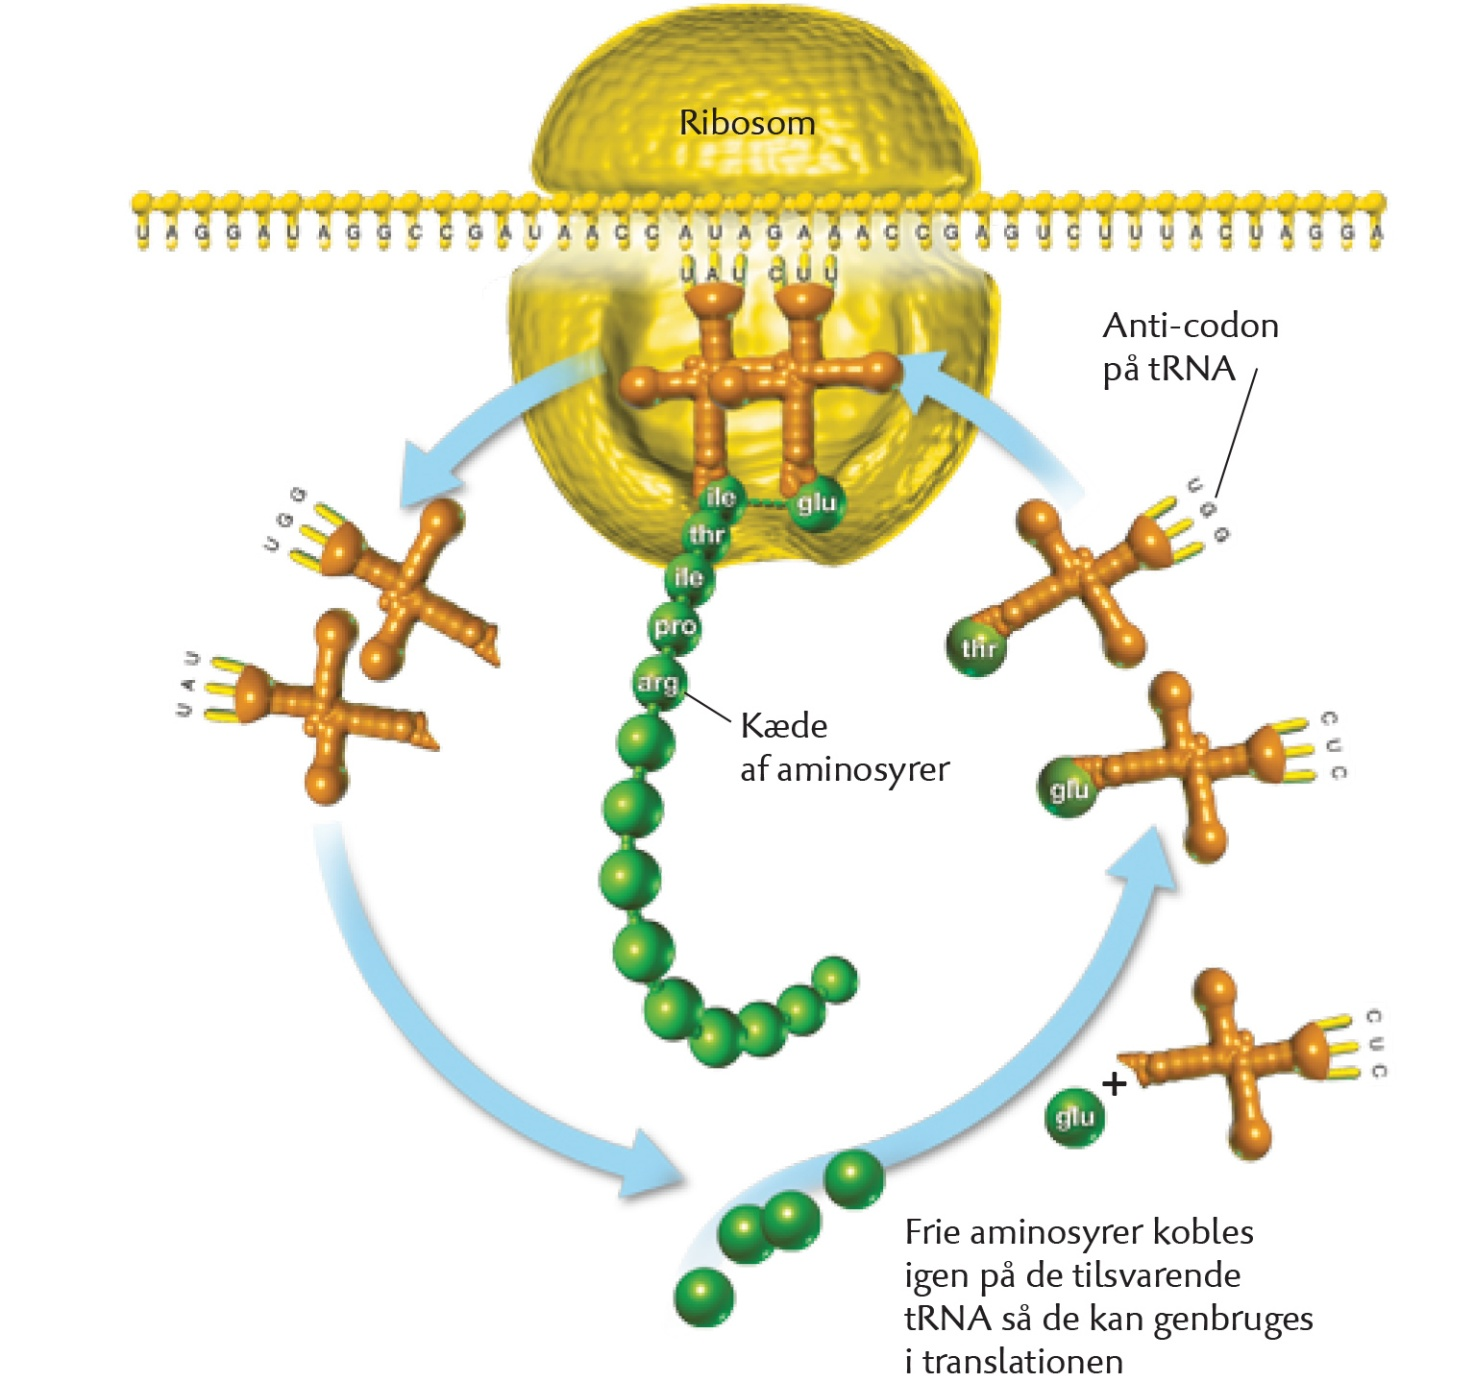 Ribosom
U A G G A U A G G C C G A U A A C C A U A G A A A C C G A G U C U U U A C U A G G A
U A U C U U
Anti-codon
på tRNA
U G G
U G G
ile
glu
thr
ile
pro
arg
thr
U A U
Kæde
af aminosyrer
glu
C U C
glu
+
C U C
Frie aminosyrer kobles
igen på de tilsvarende
tRNA så de kan genbruges
i translationen